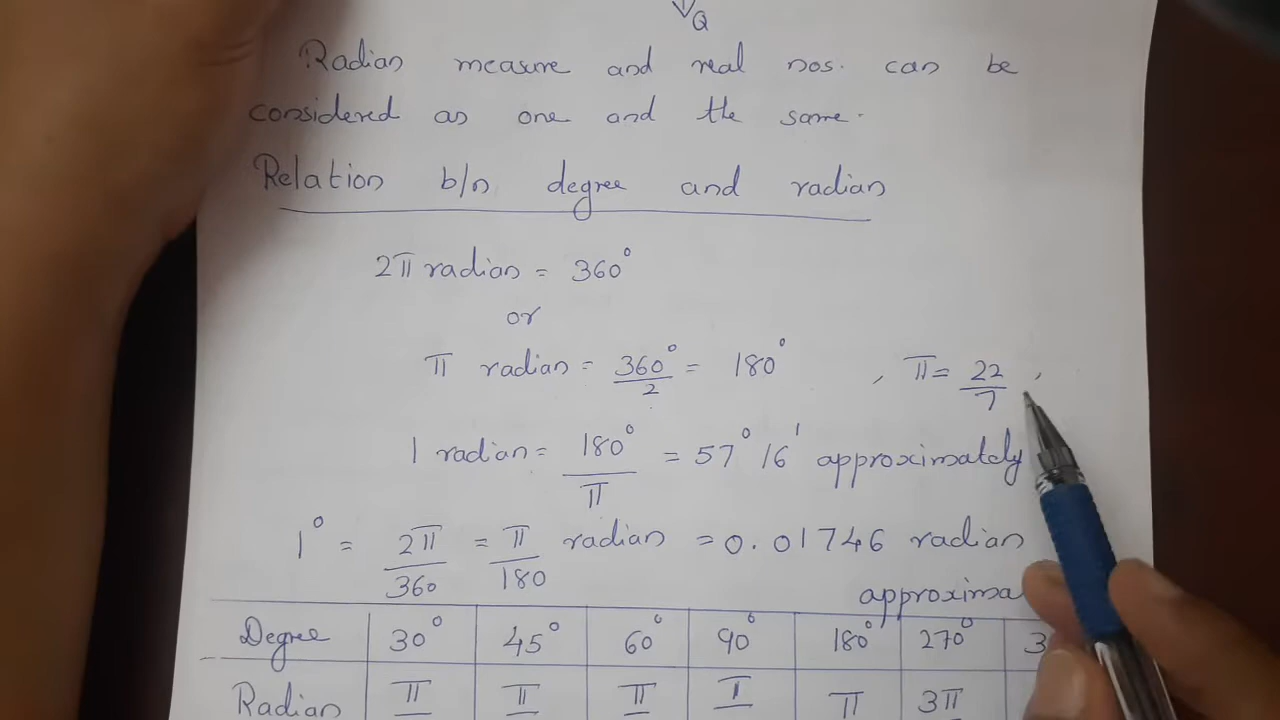 Q
Radian measure and real nos. can be
considered as one and the same.
Relation b/n degree and radian
2π radian = 360°
or
π radian = 360°/2 = 180° , π = 22/7 ,
1 radian = 180°/π = 57° 16' approximately
1° = 2π/360 = π/180 radian = 0.01746 radian
Degree 30° 45° 60° 90° 180° 270°
Radian π π π π π 3π